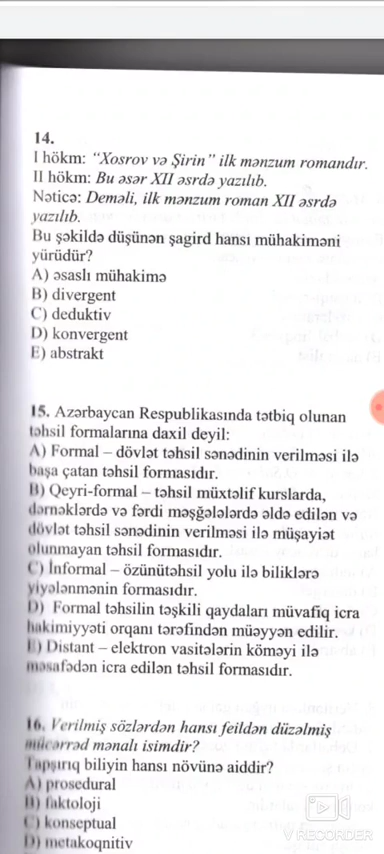 14.
I hökm: “Xosrov və Şirin” ilk mənzum romandır.
II hökm: Bu əsər XII əsrdə yazılıb.
Nəticə: Deməli, ilk mənzum roman XII əsrdə
yazılıb.
Bu şəkildə düşünən şagird hansı mühakiməni
yürüdür?
A) əsaslı mühakimə
B) divergent
C) deduktiv
D) konvergent
E) abstrakt
15. Azərbaycan Respublikasında tətbiq olunan
təhsil formalarına daxil deyil:
A) Formal – dövlət təhsil sənədinin verilməsi ilə
başa çatan təhsil formasıdır.
B) Qeyri-formal – təhsil müxtəlif kurslarda,
dərnəklərdə və fərdi məşğələlərdə əldə edilən və
dövlət təhsil sənədinin verilməsi ilə müşayiət
olunmayan təhsil formasıdır.
C) İnformal – özünütəhsil yolu ilə biliklərə
yiyələnmənin formasıdır.
D) Formal təhsilin təşkili qaydaları müvafiq icra
hakimiyyəti orqanı tərəfindən müəyyən edilir.
E) Distant – elektron vasitələrin köməyi ilə
məsafədən icra edilən təhsil formasıdır.
16. Verilmiş sözlərdən hansı feildən düzəlmiş
mücərrəd mənalı isimdir?
Tapşırıq biliyin hansı növünə aiddir?
A) prosedural
B) faktoloji
C) konseptual
D) metakoqnitiv
V RECORDER